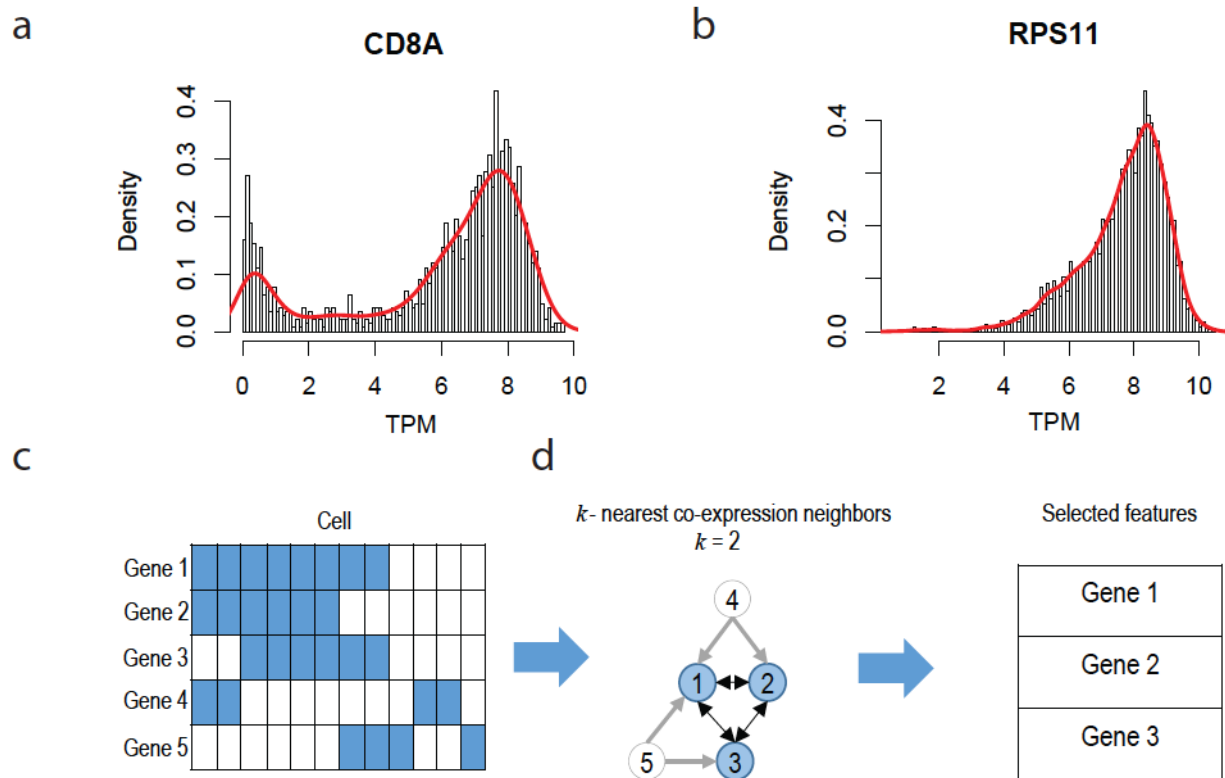 a
CD8A
Density
0.0
0.1
0.2
0.3
0.4
0 2 4 6 8 10
TPM
b
RPS11
Density
0.0
0.2
0.4
2 4 6 8 10
TPM
c
Cell
Gene 1
Gene 2
Gene 3
Gene 4
Gene 5
d
k- nearest co-expression neighbors
k = 2
4
1 2
5 3
Selected features
Gene 1
Gene 2
Gene 3